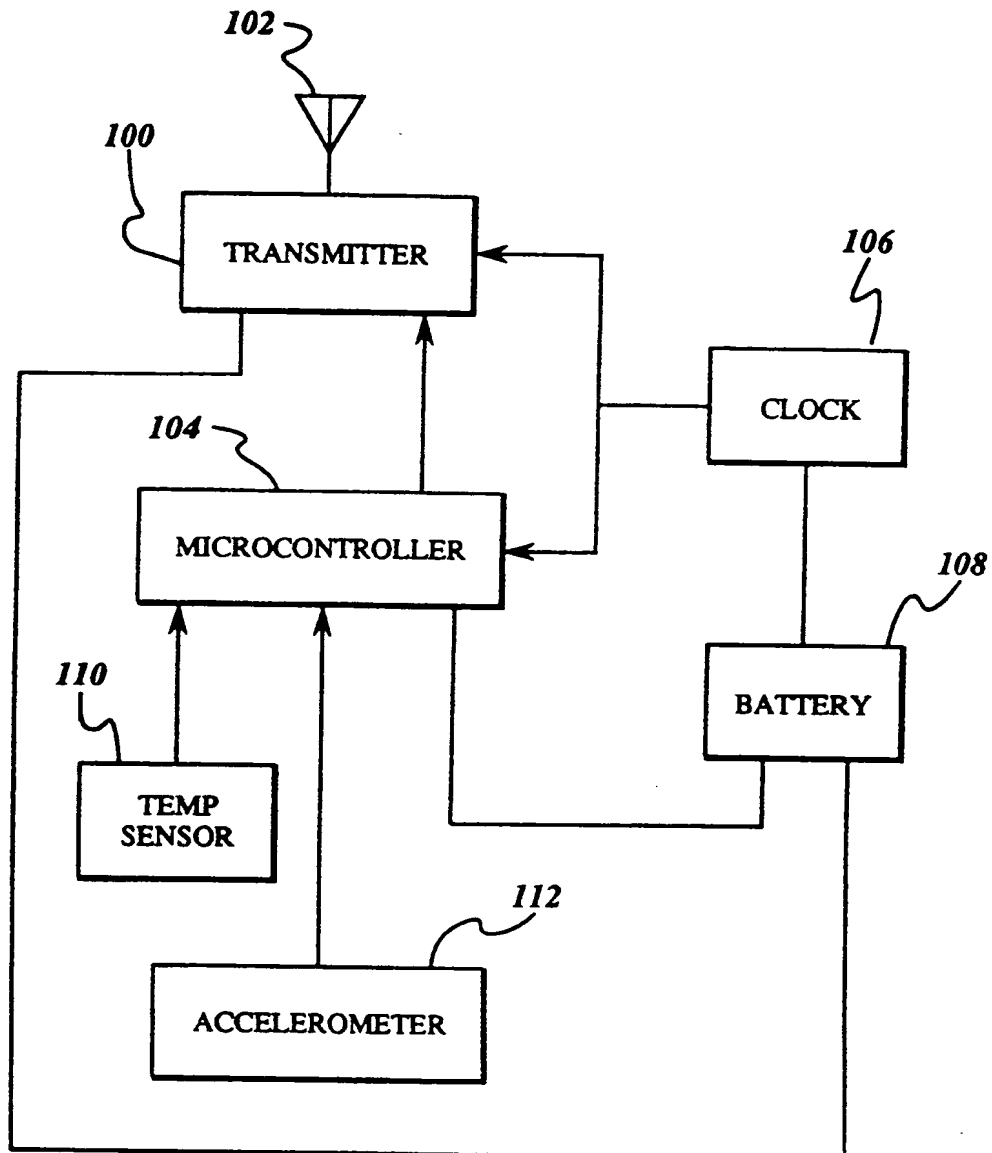 102
100
TRANSMITTER
106
CLOCK
104
MICROCONTROLLER
108
BATTERY
110
TEMP
SENSOR
112
ACCELEROMETER